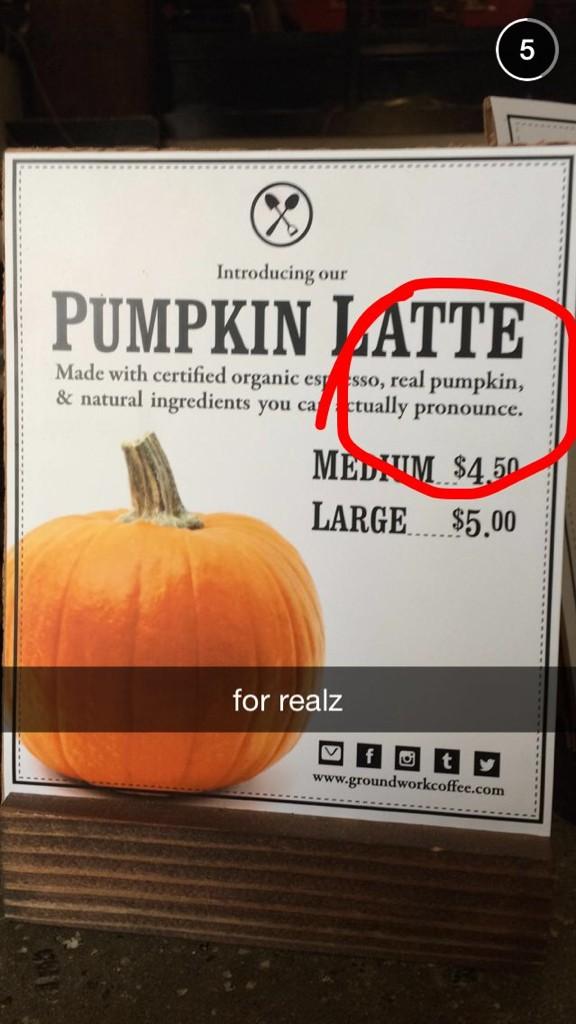 5
Introducing our
PUMPKIN LATTE
Made with certified organic espresso, real pumpkin,
& natural ingredients you can actually pronounce.
MEDIUM...$4.50
LARGE......$5.00
for realz
www.groundworkcoffee.com